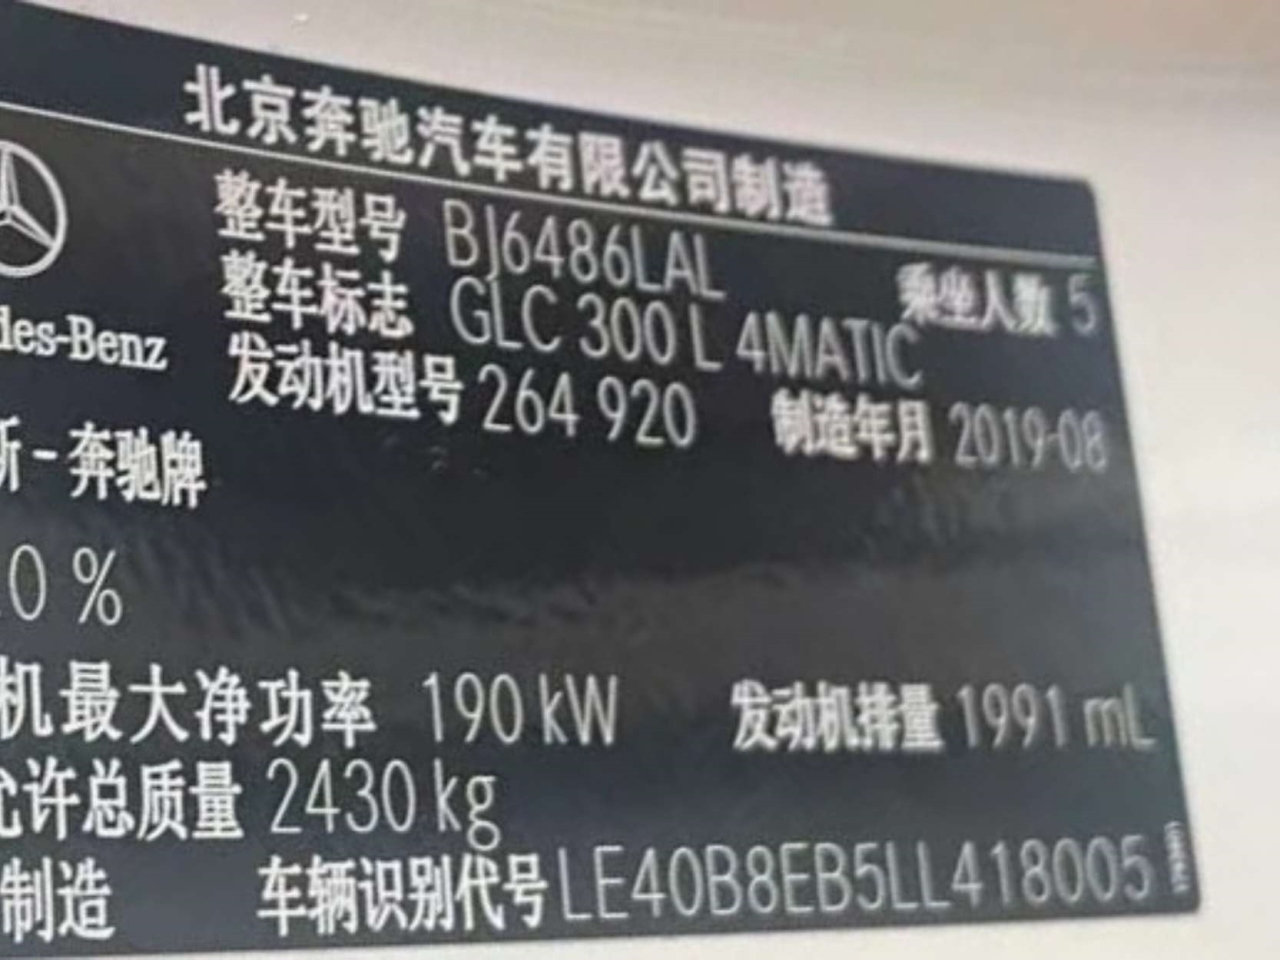 北京奔驰汽车有限公司制造
整车型号 BJ6486LAL 乘坐人数 5
整车标志 GLC 300 L 4MATIC
发动机型号 264 920 制造年月 2019-08
des-Benz
斯-奔驰牌
0 %
机最大净功率 190 kW 发动机排量 1991 mL
允许总质量 2430 kg
制造 车辆识别代号 LE40B8EB5LL418005